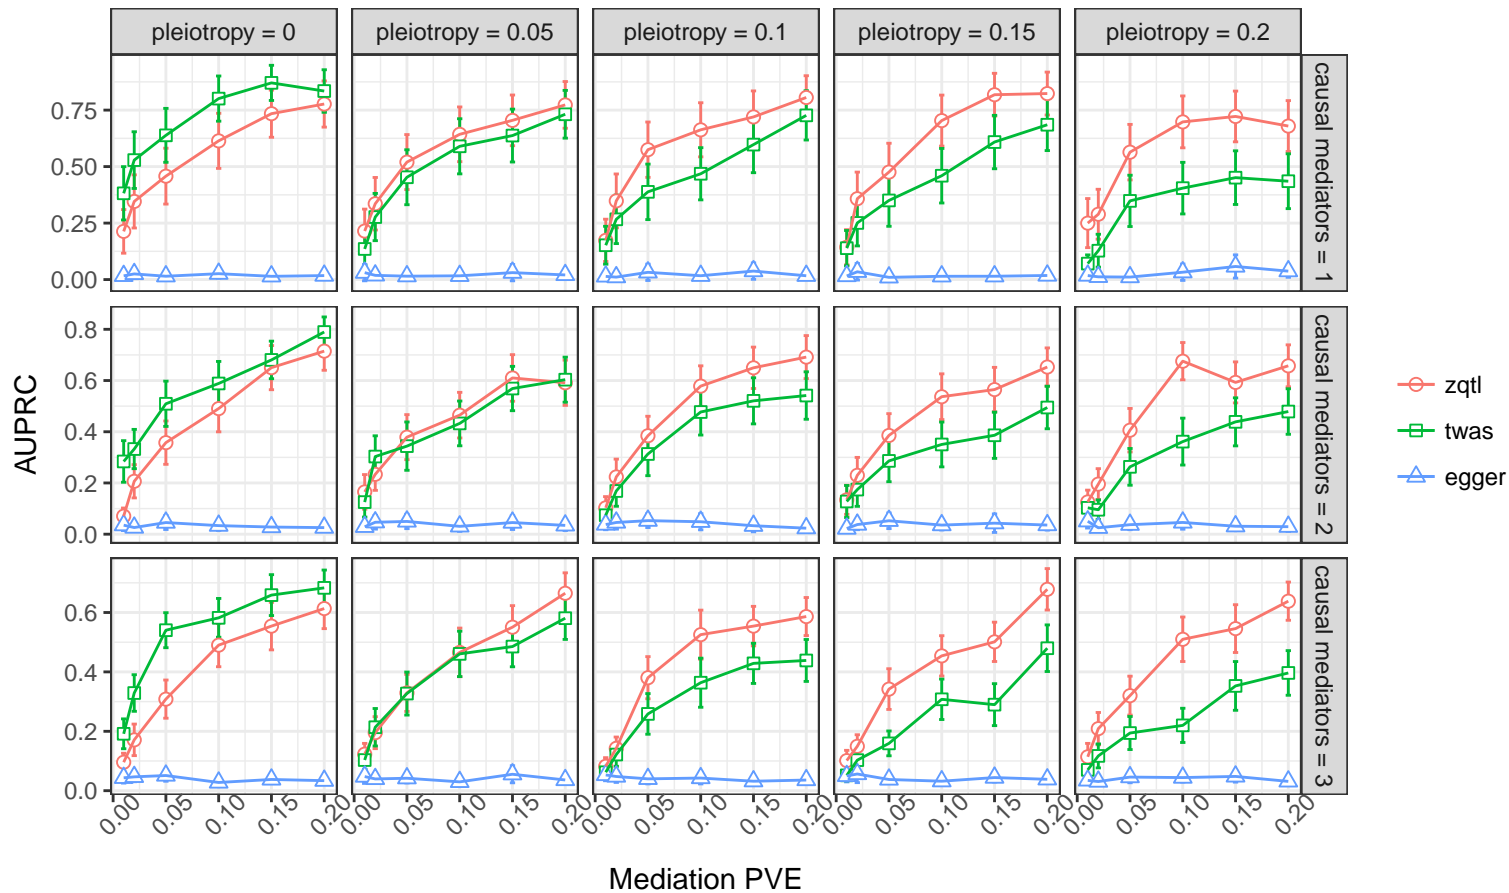 pleiotropy = 0
pleiotropy = 0.05
pleiotropy = 0.1
pleiotropy = 0.15
pleiotropy = 0.2
causal mediators = 1
causal mediators = 2
causal mediators = 3
AUPRC
0.75
0.50
0.25
0.00
0.8
0.6
0.4
0.2
0.0
0.6
0.4
0.2
0.0
0.00 0.05 0.10 0.15 0.20
0.00 0.05 0.10 0.15 0.20
0.00 0.05 0.10 0.15 0.20
0.00 0.05 0.10 0.15 0.20
0.00 0.05 0.10 0.15 0.20
Mediation PVE
zqtl
twas
egger